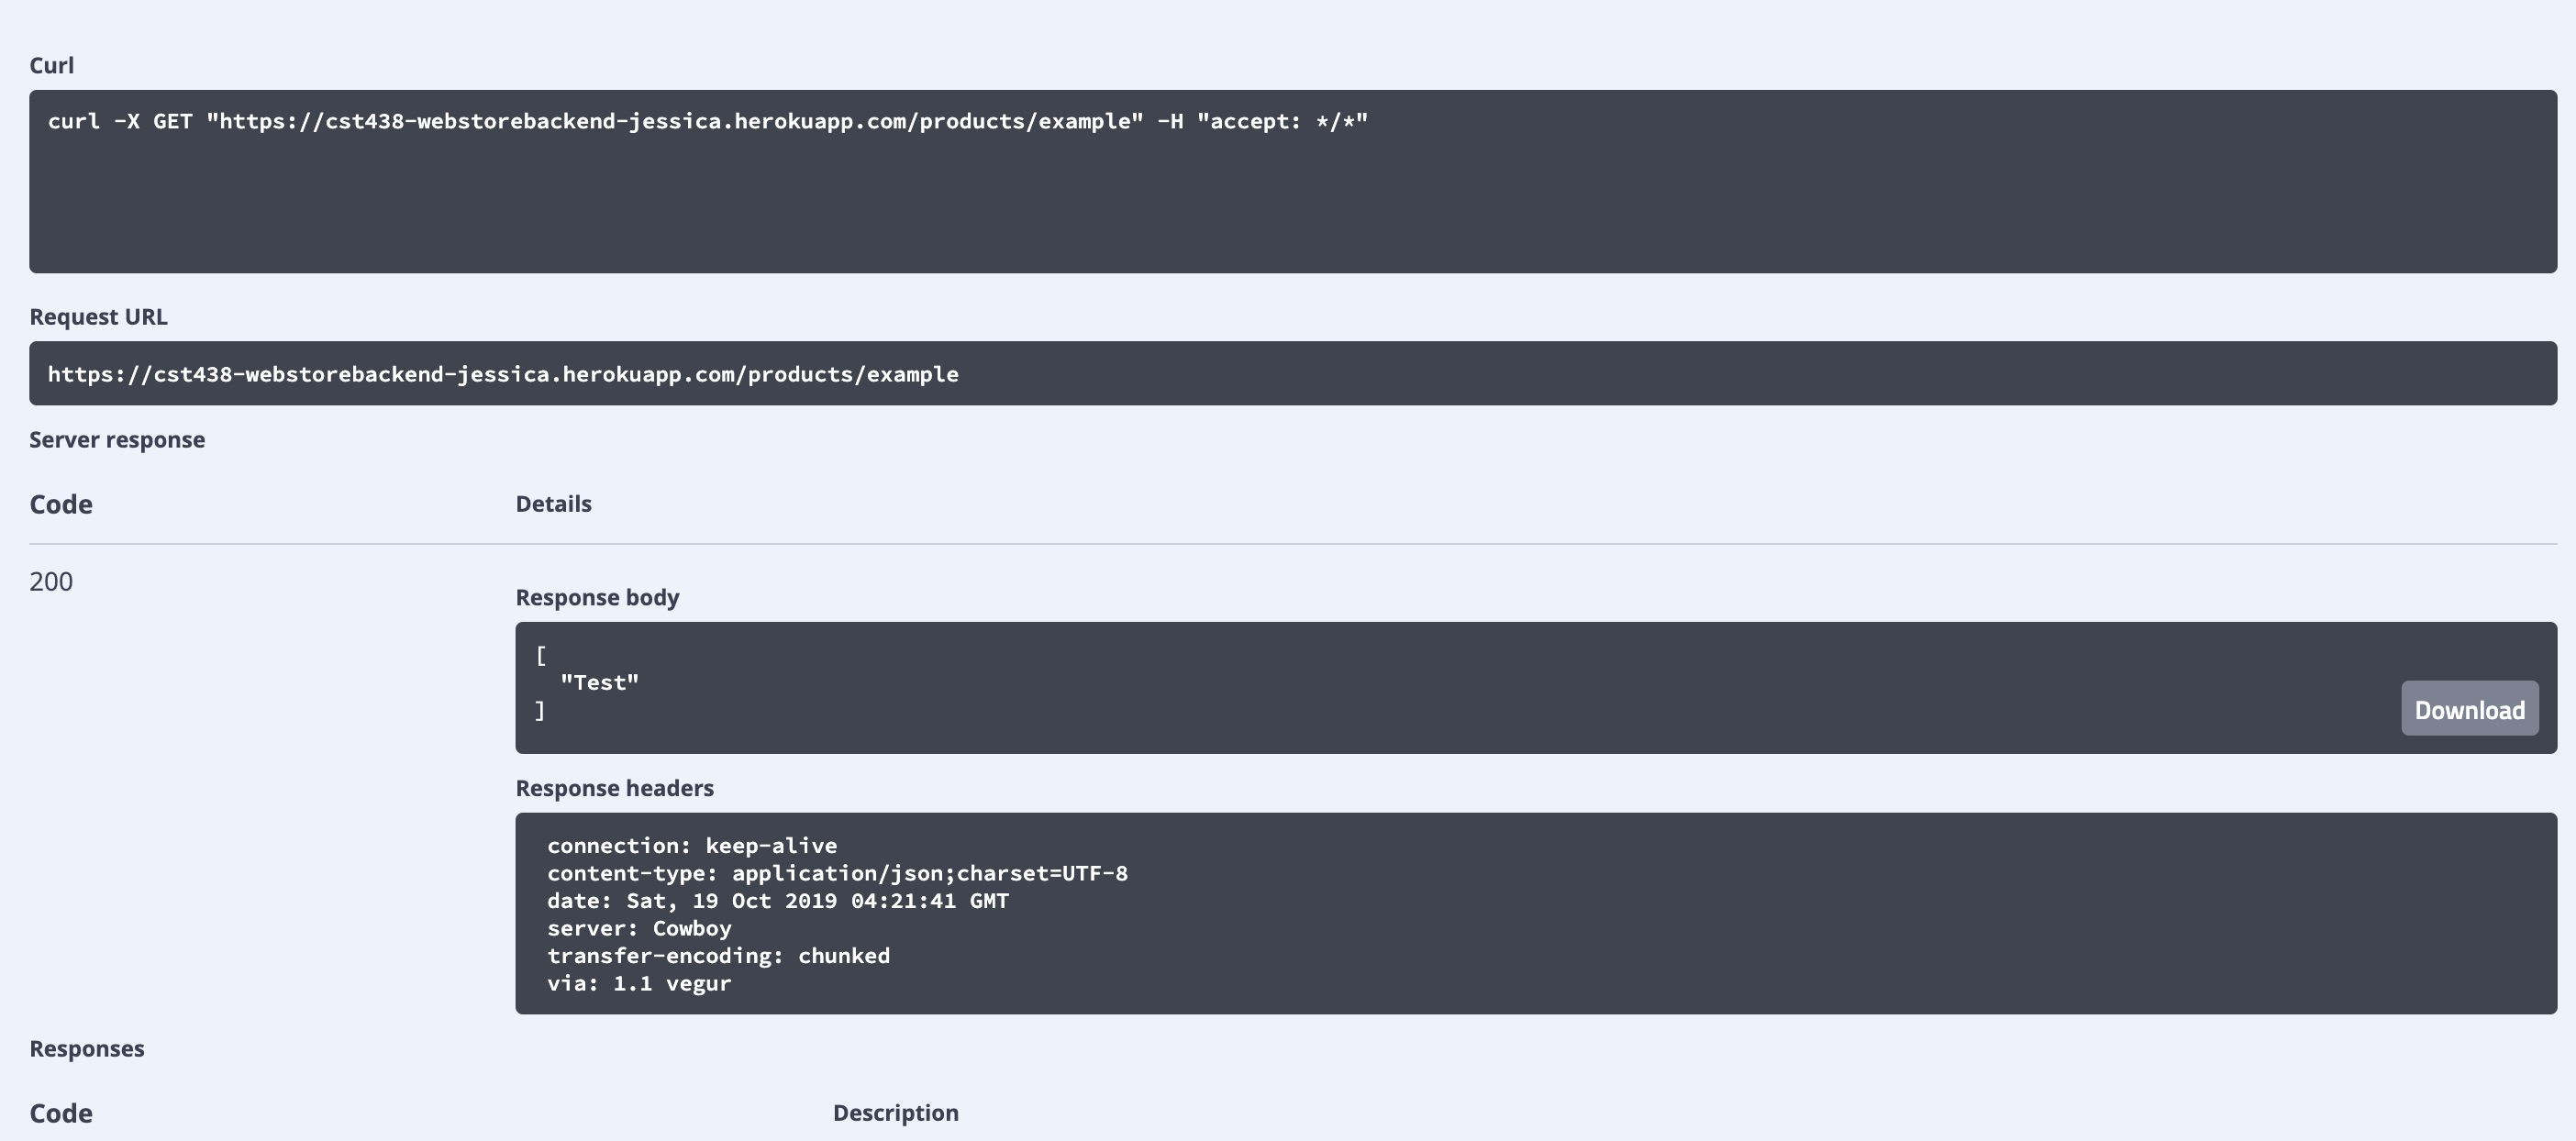 Curl
curl -X GET "https://cst438-webstorebackend-jessica.herokuapp.com/products/example" -H "accept: */*"
Request URL
https://cst438-webstorebackend-jessica.herokuapp.com/products/example
Server response
Code Details
200
Response body
[
"Test"
]
Download
Response headers
connection: keep-alive
content-type: application/json;charset=UTF-8
date: Sat, 19 Oct 2019 04:21:41 GMT
server: Cowboy
transfer-encoding: chunked
via: 1.1 vegur
Responses
Code Description